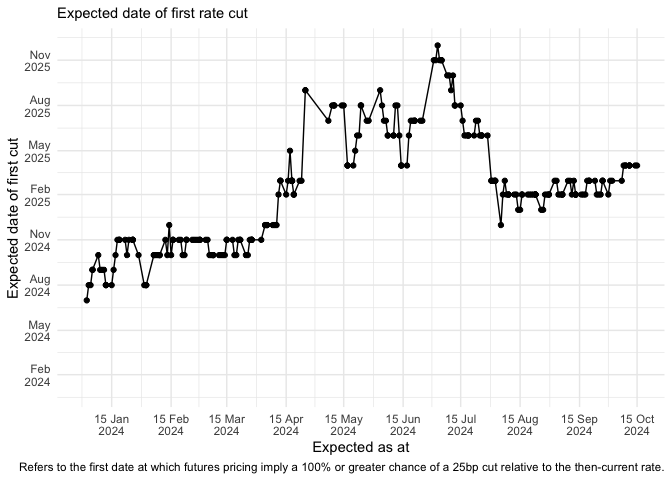 Expected date of first rate cut
Expected date of first cut
Nov
2025
Aug
2025
May
2025
Feb
2025
Nov
2024
Aug
2024
May
2024
Feb
2024
15 Jan
2024
15 Feb
2024
15 Mar
2024
15 Apr
2024
15 May
2024
15 Jun
2024
15 Jul
2024
15 Aug
2024
15 Sep
2024
15 Oct
2024
Expected as at
Refers to the first date at which futures pricing imply a 100% or greater chance of a 25bp cut relative to the then-current rate.